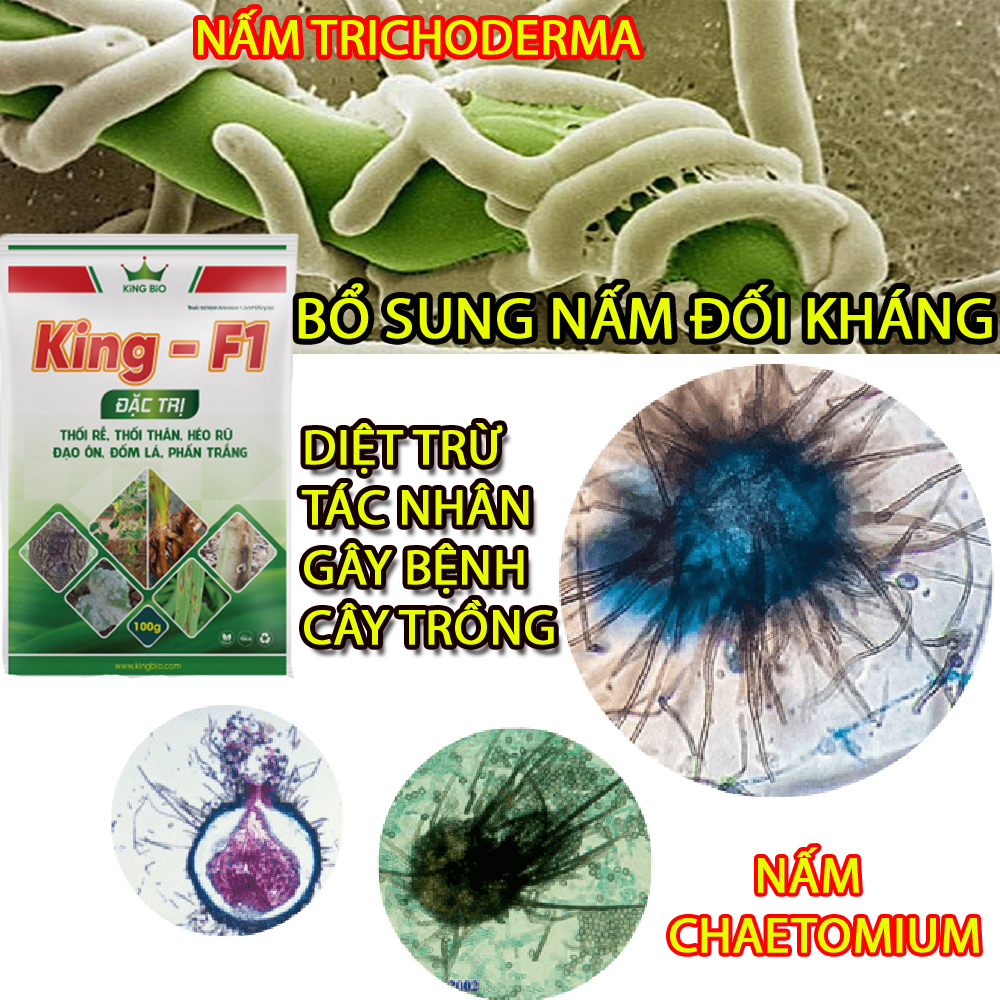 NẤM TRICHODERMA
BỔ SUNG NẤM ĐỐI KHÁNG
KING BIO
King - F1
ĐẶC TRỊ
THỐI RỄ, THỐI THÂN, HÉO RŨ
ĐẠO ÔN, ĐỐM LÁ, PHẤN TRẮNG
100g
www.kingbio.com
DIỆT TRỪ
TÁC NHÂN
GÂY BỆNH
CÂY TRỒNG
2002
NẤM
CHAETOMIUM